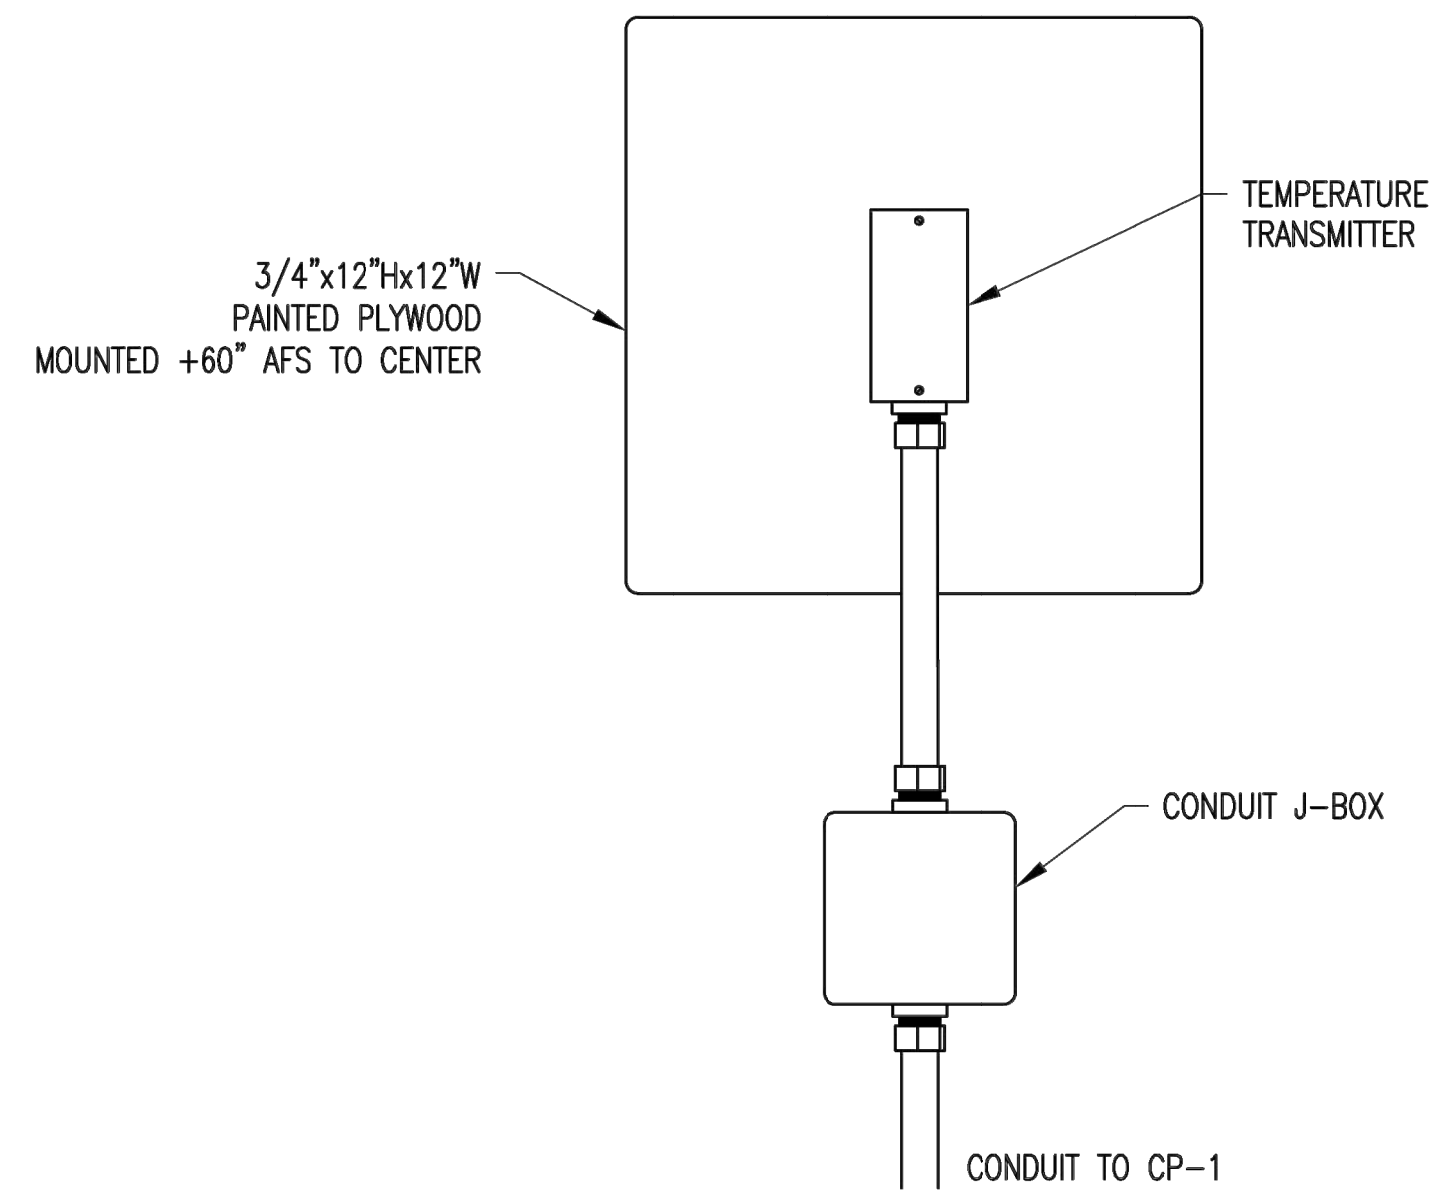 TEMPERATURE
TRANSMITTER
3/4”x12”Hx12”W
PAINTED PLYWOOD
MOUNTED +60” AFS TO CENTER
CONDUIT J-BOX
CONDUIT TO CP-1